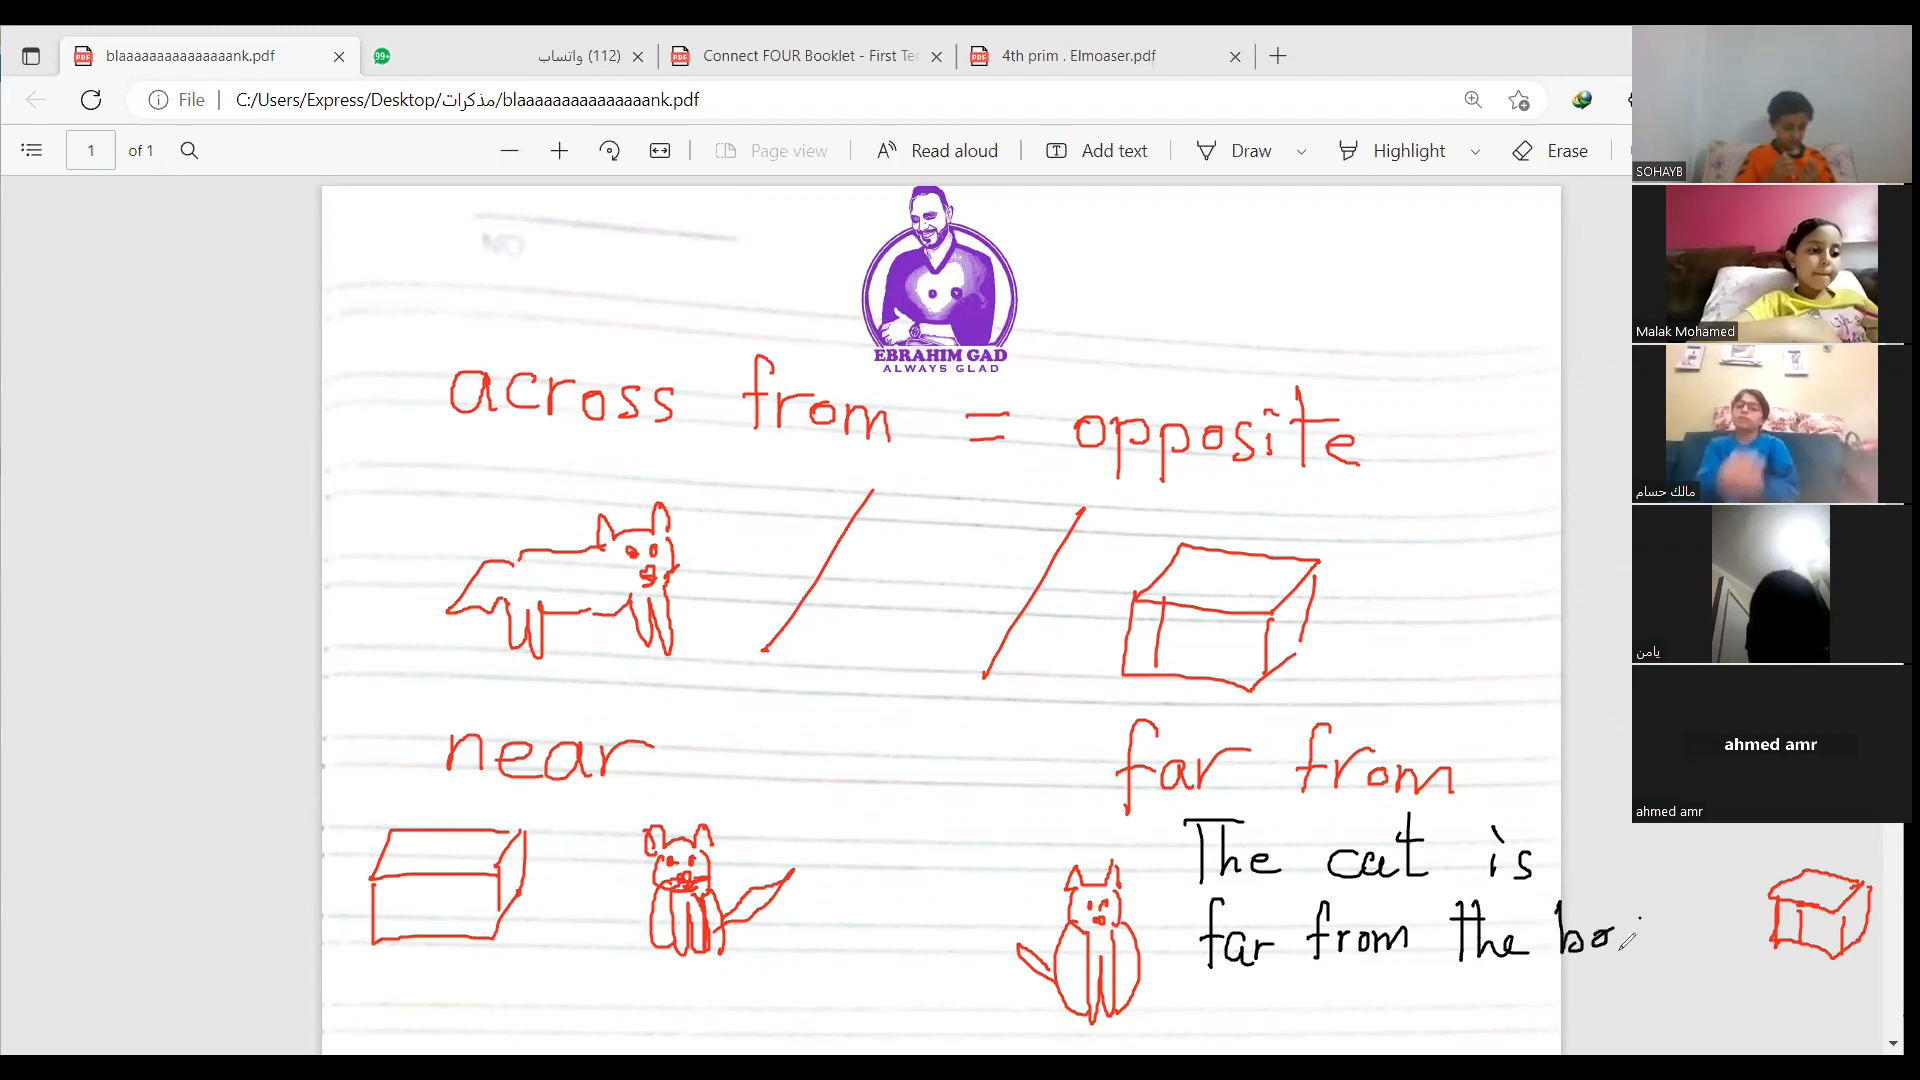 blaaaaaaaaaaaaaaank.pdf
99+
(112) واتساب
Connect FOUR Booklet - First Te
4th prim . Elmoaser.pdf
File
C:/Users/Express/Desktop/مذكرات/blaaaaaaaaaaaaaaank.pdf
1 of 1
Page view
Read aloud
Add text
Draw
Highlight
Erase
SOHAYB
Malak Mohamed
مالك حسام
يامن
ahmed amr
ahmed amr
NO
EBRAHIM GAD
ALWAYS GLAD
across from = opposite
near
far from
The cat is
far from the bo